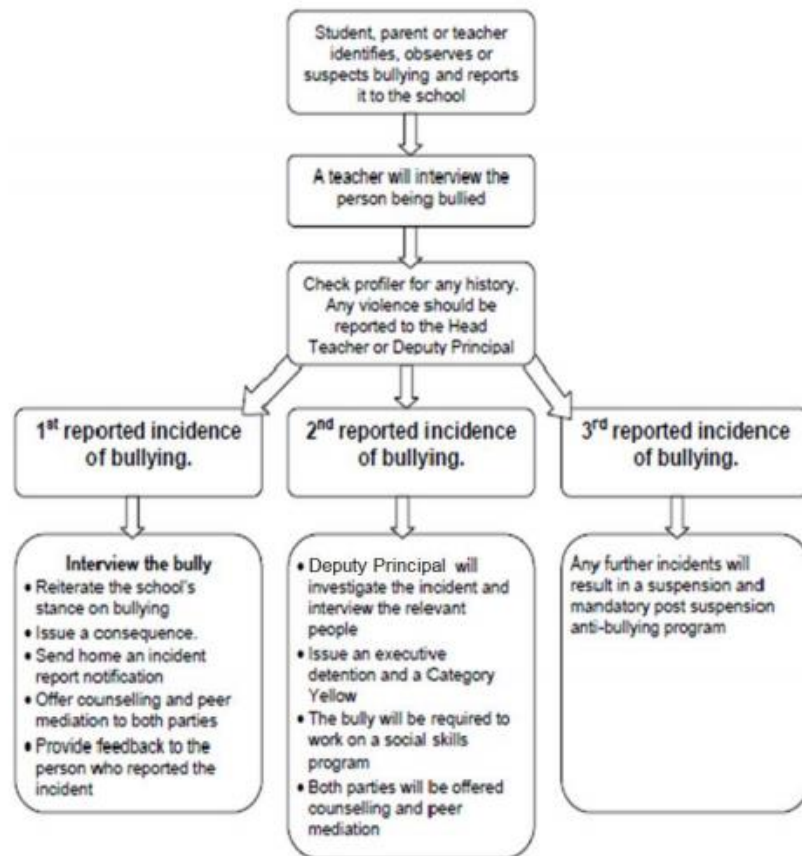 Student, parent or teacher
identifies, observes or
suspects bullying and reports
it to the school
A teacher will interview the
person being bullied
Check profiler for any history.
Any violence should be
reported to the Head
Teacher or Deputy Principal
1st reported incidence
of bullying.
2nd reported incidence
of bullying.
3rd reported incidence
of bullying.
Interview the bully
• Reiterate the school's
stance on bullying
• Issue a consequence.
• Send home an incident
report notification
• Offer counselling and peer
mediation to both parties
• Provide feedback to the
person who reported the
incident
• Deputy Principal will
investigate the incident and
interview the relevant
people
• Issue an executive
detention and a Category
Yellow
• The bully will be required to
work on a social skills
program
• Both parties will be offered
counselling and peer
mediation
Any further incidents will
result in a suspension and
mandatory post suspension
anti-bullying program